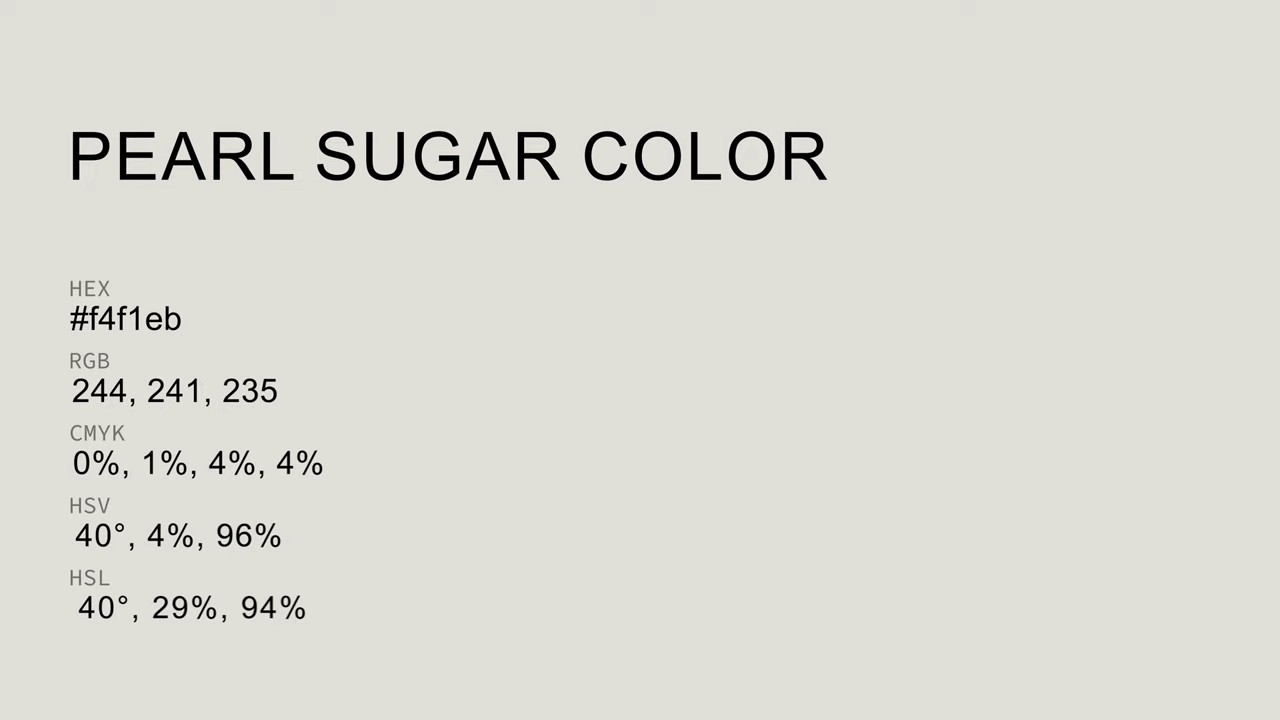 PEARL SUGAR COLOR
HEX
#f4f1eb
RGB
244, 241, 235
CMYK
0%, 1%, 4%, 4%
HSV
40°, 4%, 96%
HSL
40°, 29%, 94%